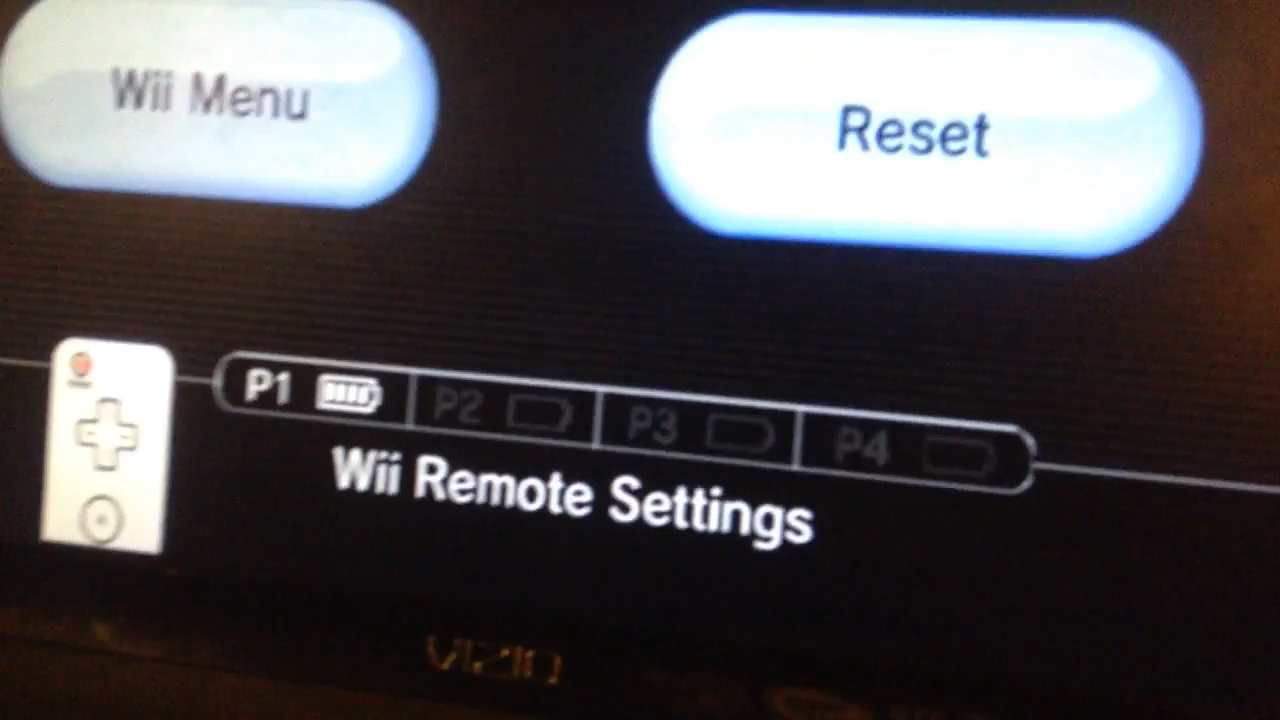 Wii Menu
Reset
P1 P2 P3 P4
Wii Remote Settings
VIZIO